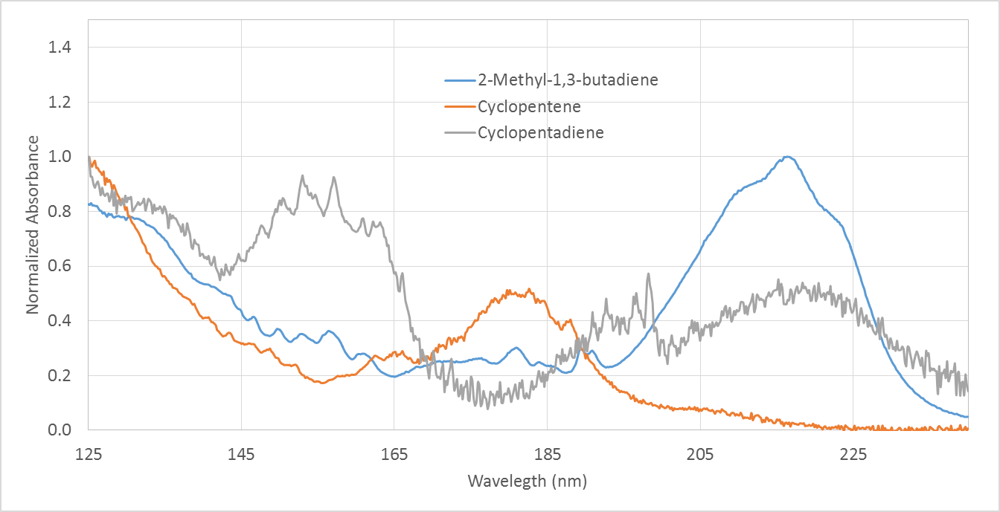 1.4
1.2
1.0
0.8
0.6
0.4
0.2
0.0
Normalized Absorbance
2-Methyl-1,3-butadiene
Cyclopentene
Cyclopentadiene
125 145 165 185 205 225
Wavelegth (nm)